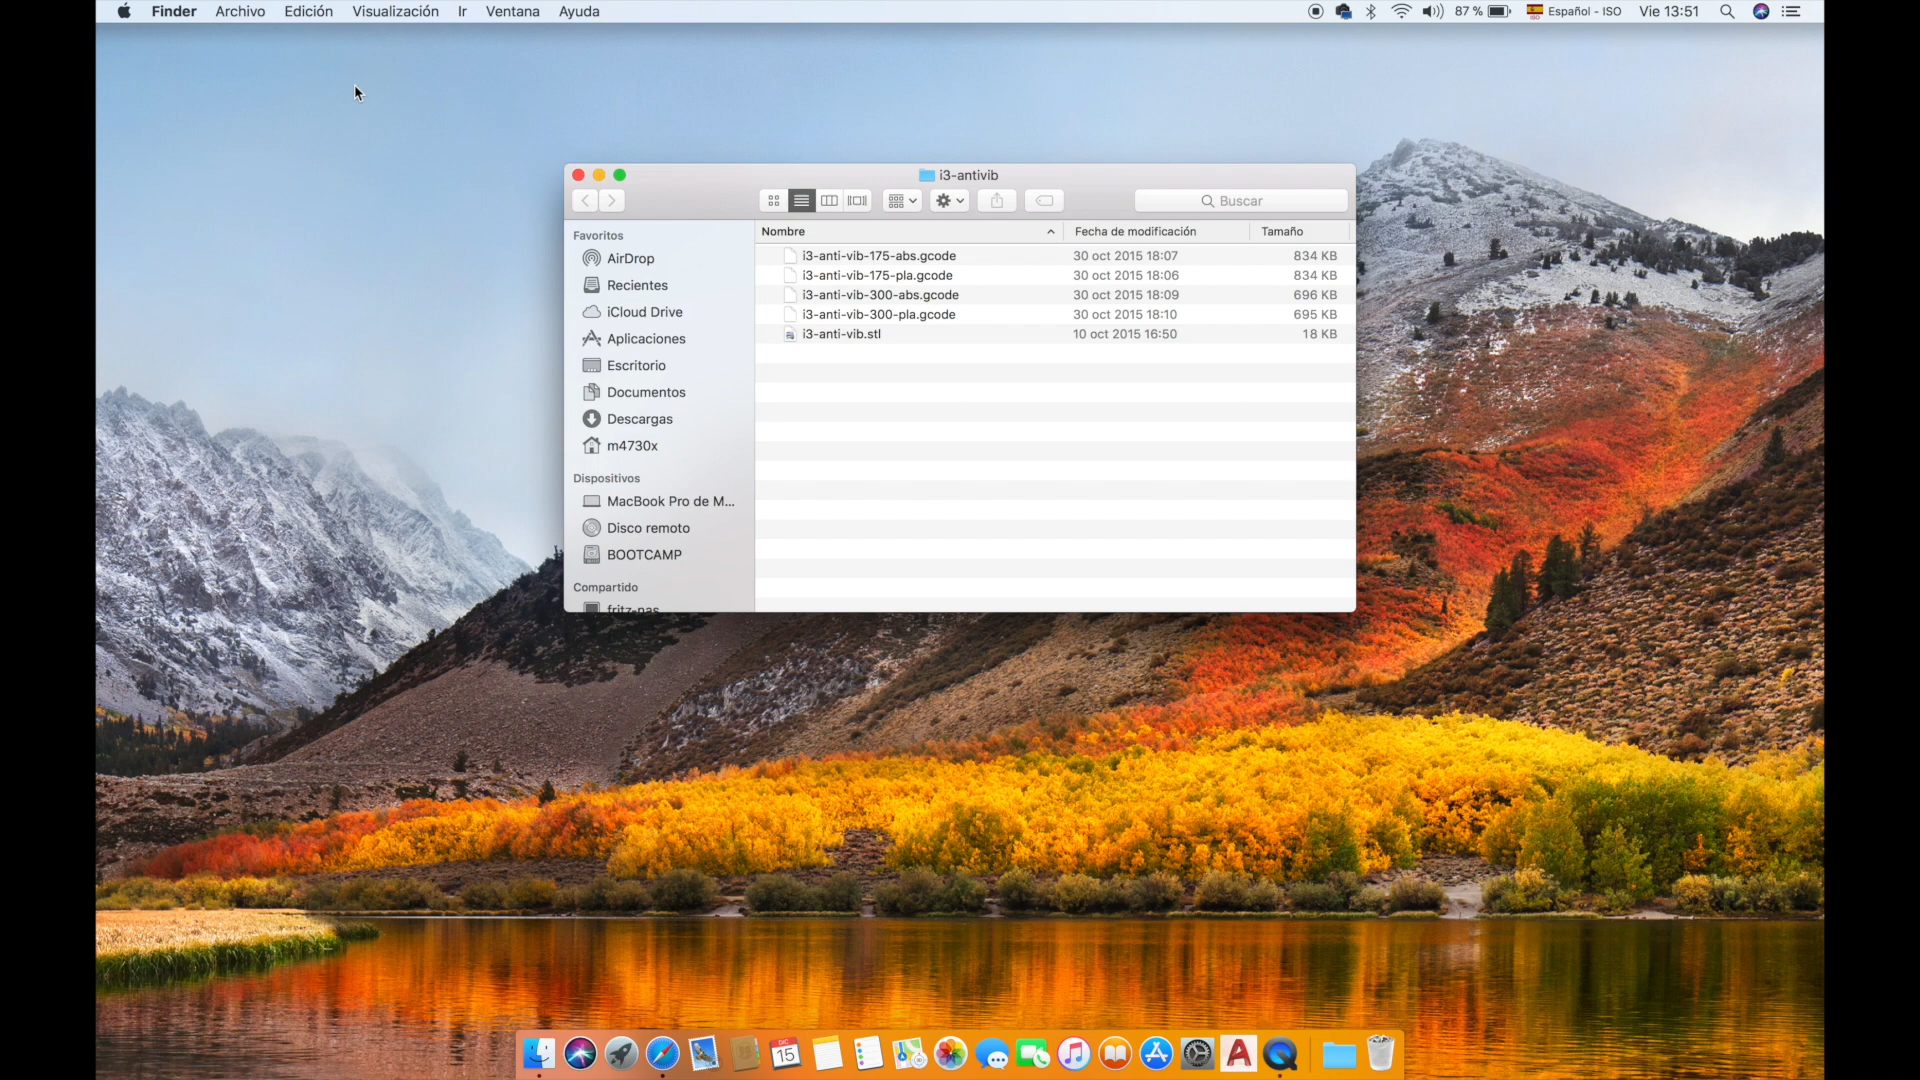 Finder Archivo Edición Visualización Ir Ventana Ayuda 87 % Español - ISO Vie 13:51
i3-antivib
Buscar
Favoritos
AirDrop
Recientes
iCloud Drive
Aplicaciones
Escritorio
Documentos
Descargas
m4730x
Dispositivos
MacBook Pro de M...
Disco remoto
BOOTCAMP
Compartido
fritz-nas
Nombre Fecha de modificación Tamaño
i3-anti-vib-175-abs.gcode 30 oct 2015 18:07 834 KB
i3-anti-vib-175-pla.gcode 30 oct 2015 18:06 834 KB
i3-anti-vib-300-abs.gcode 30 oct 2015 18:09 696 KB
i3-anti-vib-300-pla.gcode 30 oct 2015 18:10 695 KB
i3-anti-vib.stl 10 oct 2015 16:50 18 KB
DIC
15